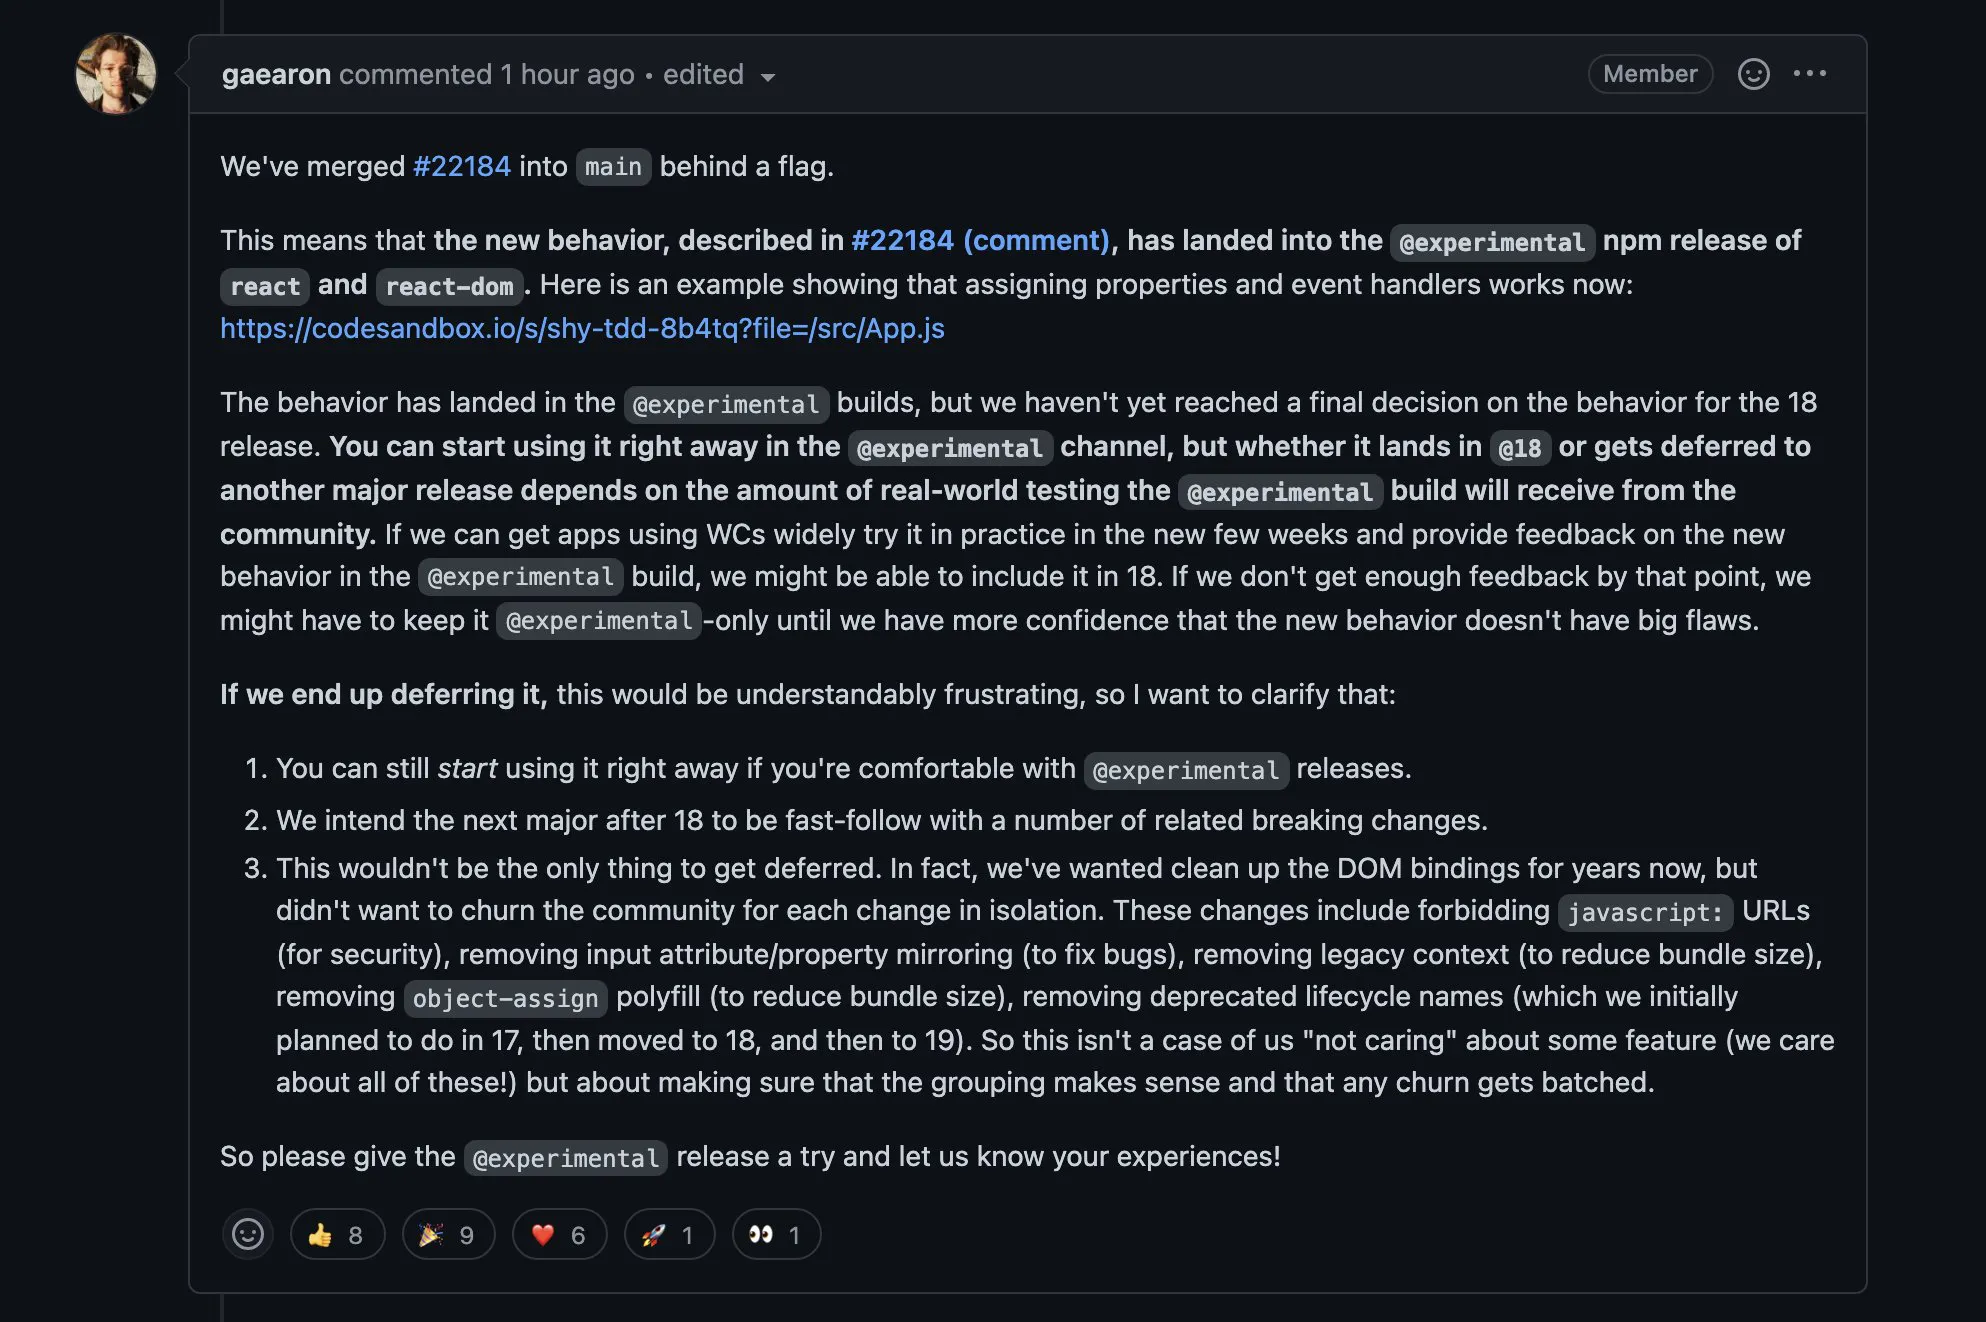 gaearon commented 1 hour ago • edited
Member
We've merged #22184 into main behind a flag.
This means that the new behavior, described in #22184 (comment), has landed into the @experimental npm release of
react and react-dom. Here is an example showing that assigning properties and event handlers works now:
https://codesandbox.io/s/shy-tdd-8b4tq?file=/src/App.js
The behavior has landed in the @experimental builds, but we haven't yet reached a final decision on the behavior for the 18
release. You can start using it right away in the @experimental channel, but whether it lands in @18 or gets deferred to
another major release depends on the amount of real-world testing the @experimental build will receive from the
community. If we can get apps using WCs widely try it in practice in the new few weeks and provide feedback on the new
behavior in the @experimental build, we might be able to include it in 18. If we don't get enough feedback by that point, we
might have to keep it @experimental-only until we have more confidence that the new behavior doesn't have big flaws.
If we end up deferring it, this would be understandably frustrating, so I want to clarify that:
1. You can still start using it right away if you're comfortable with @experimental releases.
2. We intend the next major after 18 to be fast-follow with a number of related breaking changes.
3. This wouldn't be the only thing to get deferred. In fact, we've wanted clean up the DOM bindings for years now, but
didn't want to churn the community for each change in isolation. These changes include forbidding javascript: URLs
(for security), removing input attribute/property mirroring (to fix bugs), removing legacy context (to reduce bundle size),
removing object-assign polyfill (to reduce bundle size), removing deprecated lifecycle names (which we initially
planned to do in 17, then moved to 18, and then to 19). So this isn't a case of us "not caring" about some feature (we care
about all of these!) but about making sure that the grouping makes sense and that any churn gets batched.
So please give the @experimental release a try and let us know your experiences!
👍 8 🎉 9 ❤️ 6 🚀 1 👀 1